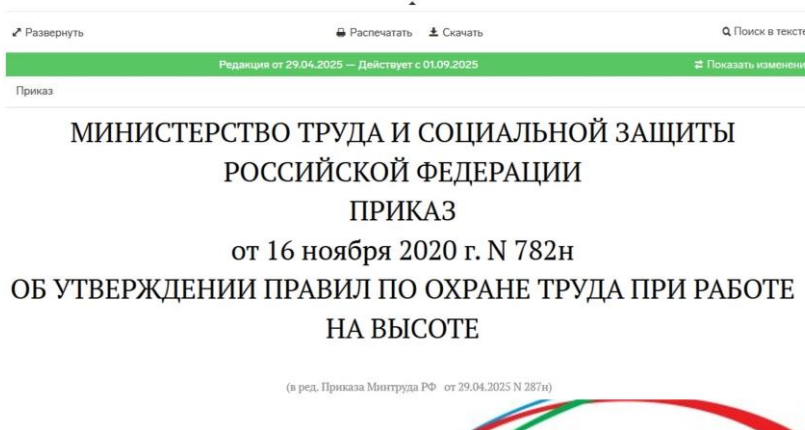 Развернуть Распечатать Скачать Поиск в тексте
Редакция от 29.04.2025 — Действует с 01.09.2025 Показать изменени
Приказ
МИНИСТЕРСТВО ТРУДА И СОЦИАЛЬНОЙ ЗАЩИТЫ
РОССИЙСКОЙ ФЕДЕРАЦИИ
ПРИКАЗ
от 16 ноября 2020 г. N 782н
ОБ УТВЕРЖДЕНИИ ПРАВИЛ ПО ОХРАНЕ ТРУДА ПРИ РАБОТЕ
НА ВЫСОТЕ
(в ред. Приказа Минтруда РФ от 29.04.2025 N 287н)